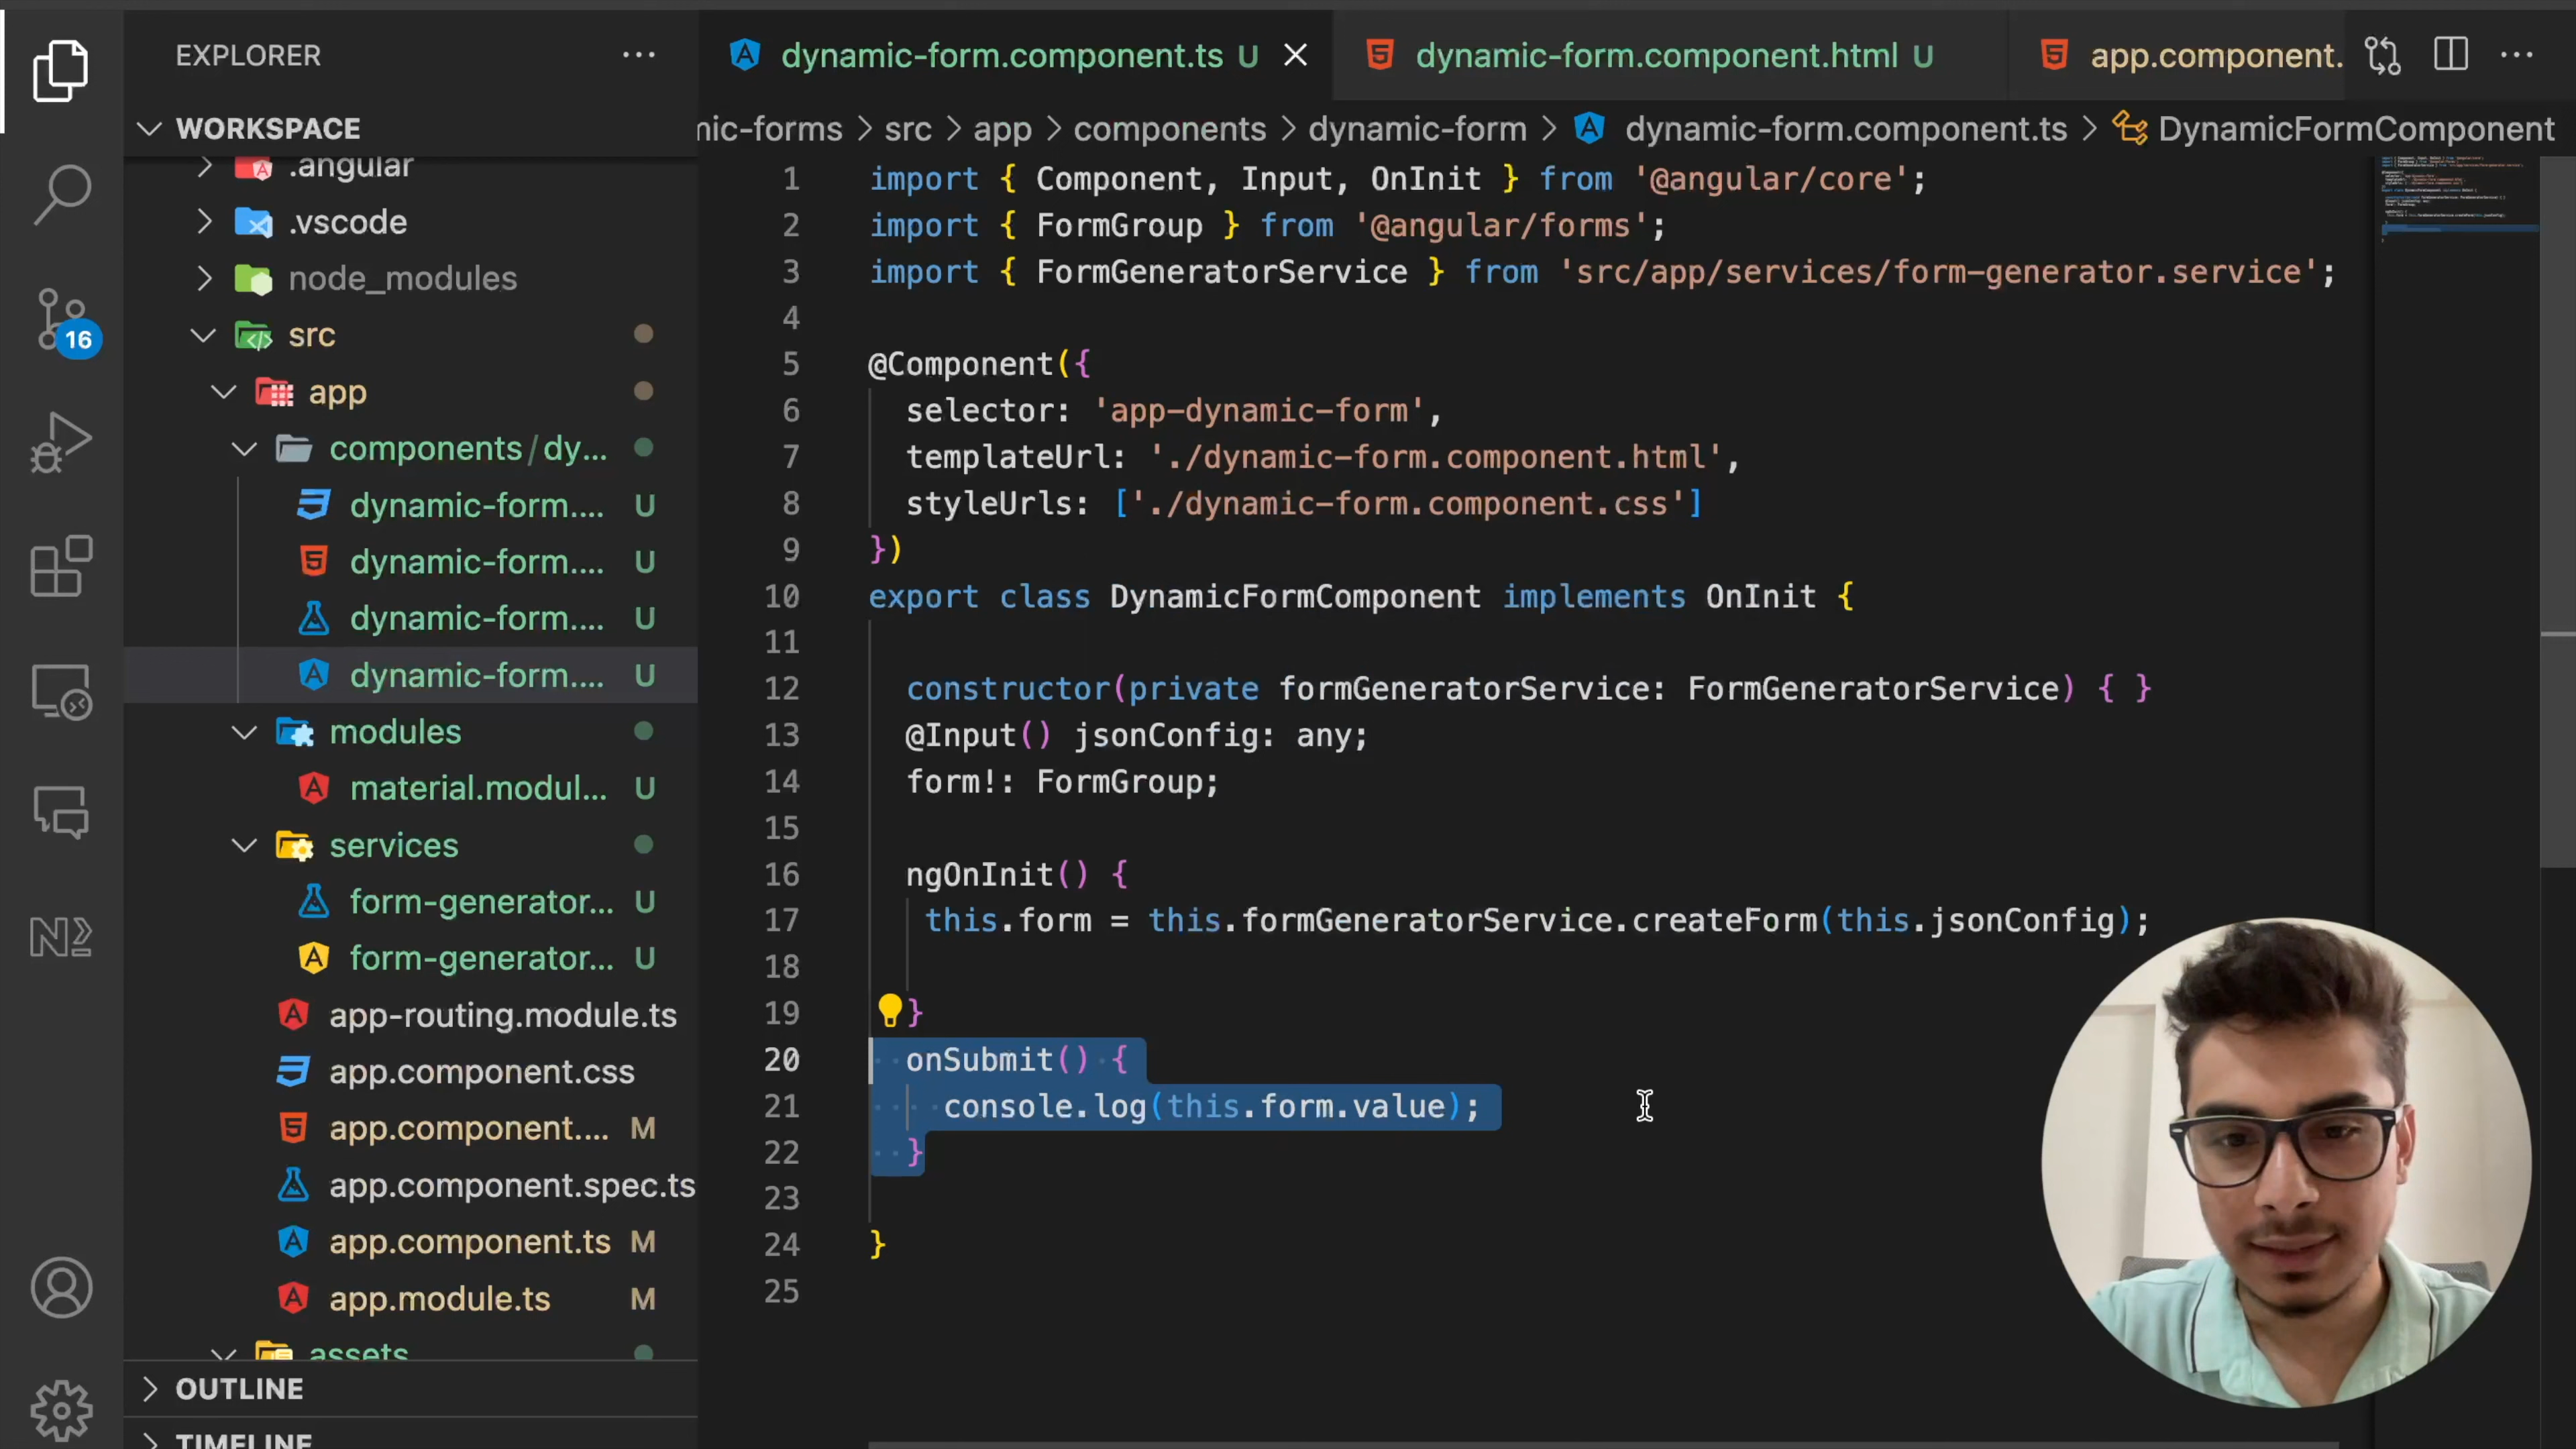 EXPLORER
WORKSPACE
.angular
.vscode
node_modules
src
app
components/dy...
dynamic-form.... U
dynamic-form.... U
dynamic-form.... U
dynamic-form.... U
modules
material.modul... U
services
form-generator... U
form-generator... U
app-routing.module.ts
app.component.css
app.component.... M
app.component.spec.ts
app.component.ts M
app.module.ts M
assets
OUTLINE
TIMELINE
16
dynamic-form.component.ts U
dynamic-form.component.html U
app.component.
nic-forms > src > app > components > dynamic-form > dynamic-form.component.ts > DynamicFormComponent
1 import { Component, Input, OnInit } from '@angular/core';
2 import { FormGroup } from '@angular/forms';
3 import { FormGeneratorService } from 'src/app/services/form-generator.service';
4
5 @Component({
6 selector: 'app-dynamic-form',
7 templateUrl: './dynamic-form.component.html',
8 styleUrls: ['./dynamic-form.component.css']
9 })
10 export class DynamicFormComponent implements OnInit {
11
12 constructor(private formGeneratorService: FormGeneratorService) { }
13 @Input() jsonConfig: any;
14 form!: FormGroup;
15
16 ngOnInit() {
17 this.form = this.formGeneratorService.createForm(this.jsonConfig);
18
19 }
20 onSubmit() {
21 console.log(this.form.value);
22 }
23
24 }
25